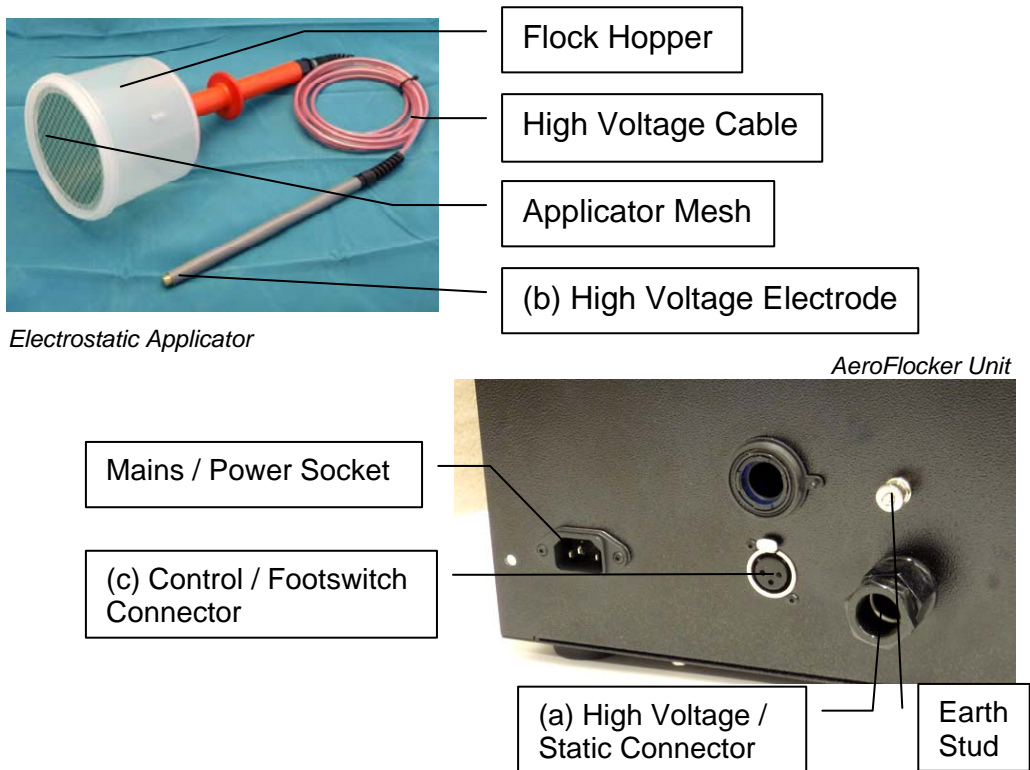 Flock Hopper
High Voltage Cable
Applicator Mesh
(b) High Voltage Electrode
Electrostatic Applicator
AeroFlocker Unit
Mains / Power Socket
(c) Control / Footswitch
Connector
(a) High Voltage /
Static Connector
Earth
Stud